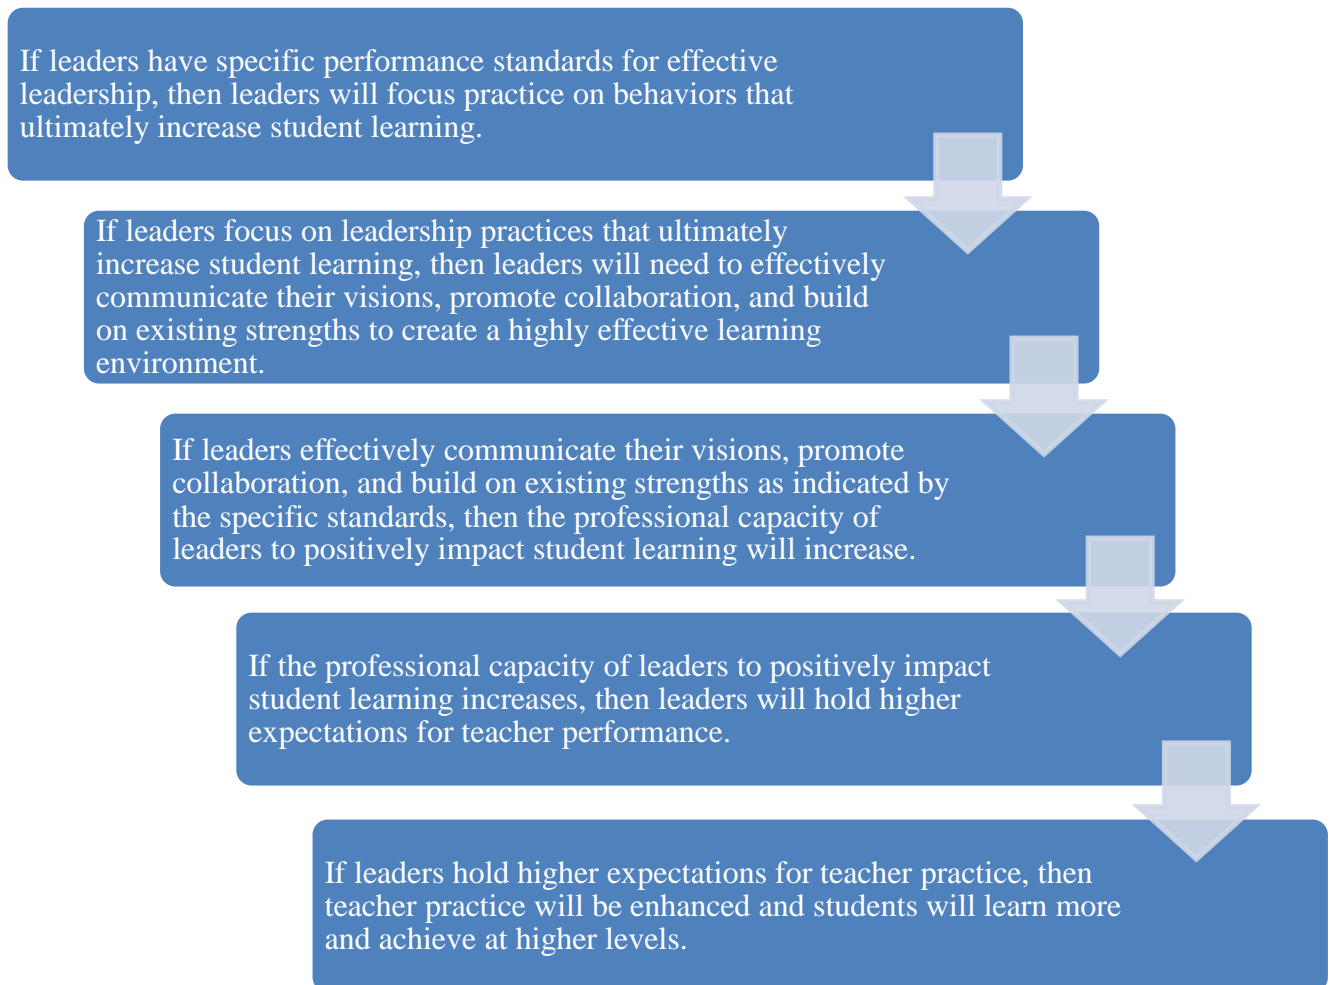 If leaders have specific performance standards for effective
leadership, then leaders will focus practice on behaviors that
ultimately increase student learning.
If leaders focus on leadership practices that ultimately
increase student learning, then leaders will need to effectively
communicate their visions, promote collaboration, and build
on existing strengths to create a highly effective learning
environment.
If leaders effectively communicate their visions, promote
collaboration, and build on existing strengths as indicated by
the specific standards, then the professional capacity of
leaders to positively impact student learning will increase.
If the professional capacity of leaders to positively impact
student learning increases, then leaders will hold higher
expectations for teacher performance.
If leaders hold higher expectations for teacher practice, then
teacher practice will be enhanced and students will learn more
and achieve at higher levels.